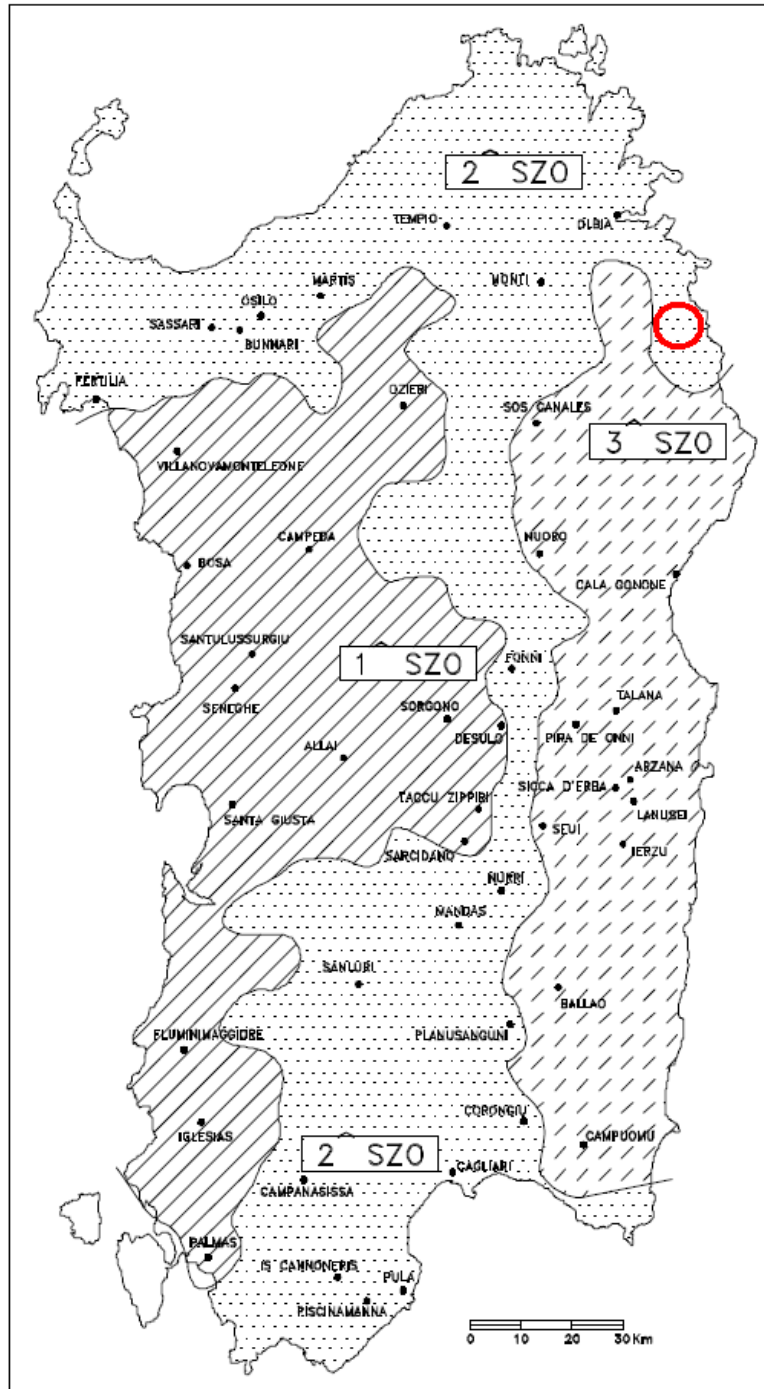 2 SZO
TEMPIO
OLBIA
MARTIS
MONTI
OSILO
SASSARI
BUNNARI
FERTILIA
OZIERI
SOS CANALES
3 SZO
VILLANOVAMONTELEONE
CAMPEDA
NUORO
BOSA
CALA GONONE
SANTULUSSURGIU
1 SZO
FONNI
SENEGHE
SORGONO
TALANA
DESULO
PIRA DE ONNI
ALLAI
ARZANA
SICCA D'ERBA
TACCU ZIPPIRI
LANUSEI
SANTA GIUSTA
SEUI
SARCIDANO
IERZU
NURRI
MANDAS
SANLURI
BALLAO
FLUMINIMAGGIORE
PLANUSANGUNI
CORONGIU
IGLESIAS
CAMPUOMU
2 SZO
CAGLIARI
CAMPANASISSA
PALMAS
IS CANNONERIS
PULA
PISCINAMANNA
0 10 20 30 Km